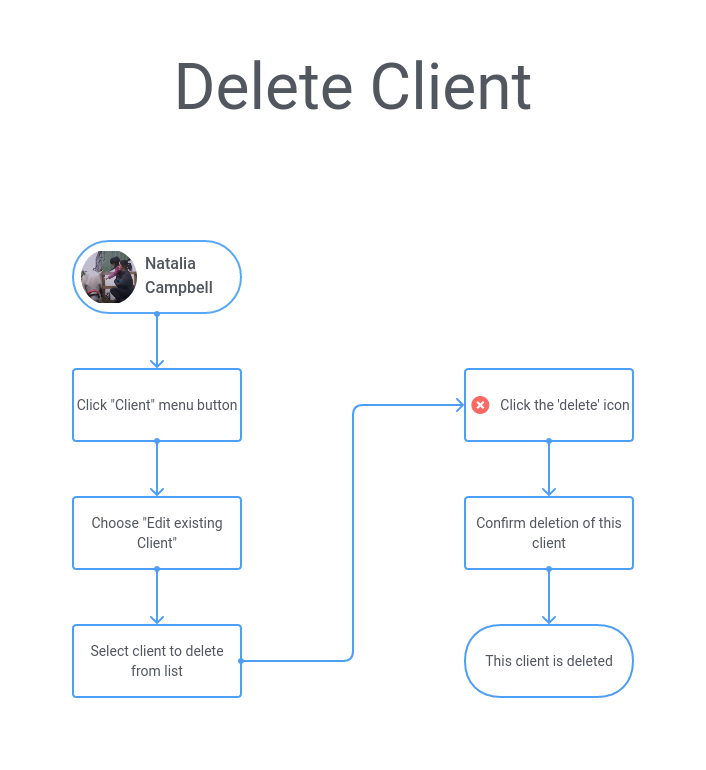 Delete Client
Natalia
Campbell
Click "Client" menu button
Choose "Edit existing
Client"
Select client to delete
from list
Click the 'delete' icon
Confirm deletion of this
client
This client is deleted